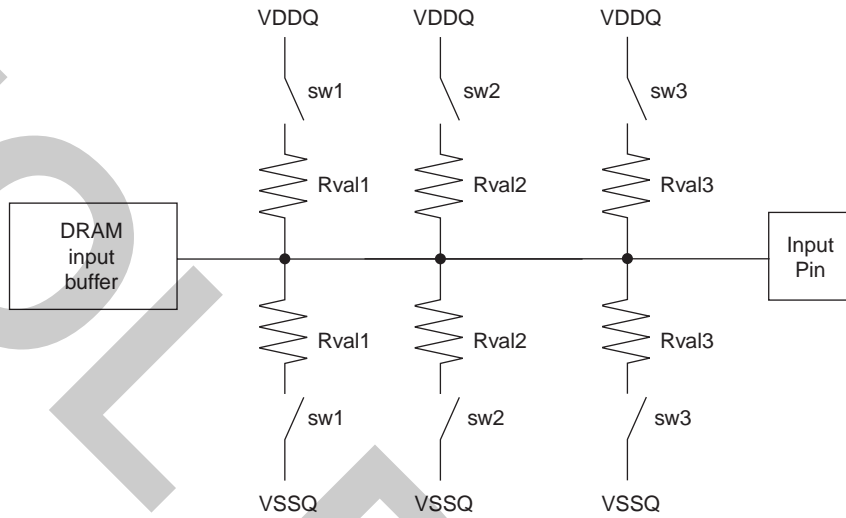 VDDQ VDDQ VDDQ
sw1 sw2 sw3
Rval1 Rval2 Rval3
DRAM
input
buffer
Input
Pin
Rval1 Rval2 Rval3
sw1 sw2 sw3
VSSQ VSSQ VSSQ